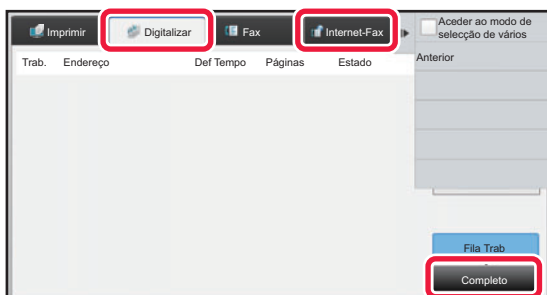 Imprimir Digitalizar Fax Internet-Fax
Aceder ao modo de
selecção de vários
Trab. Endereço Def Tempo Páginas Estado
Anterior
Fila Trab
Completo